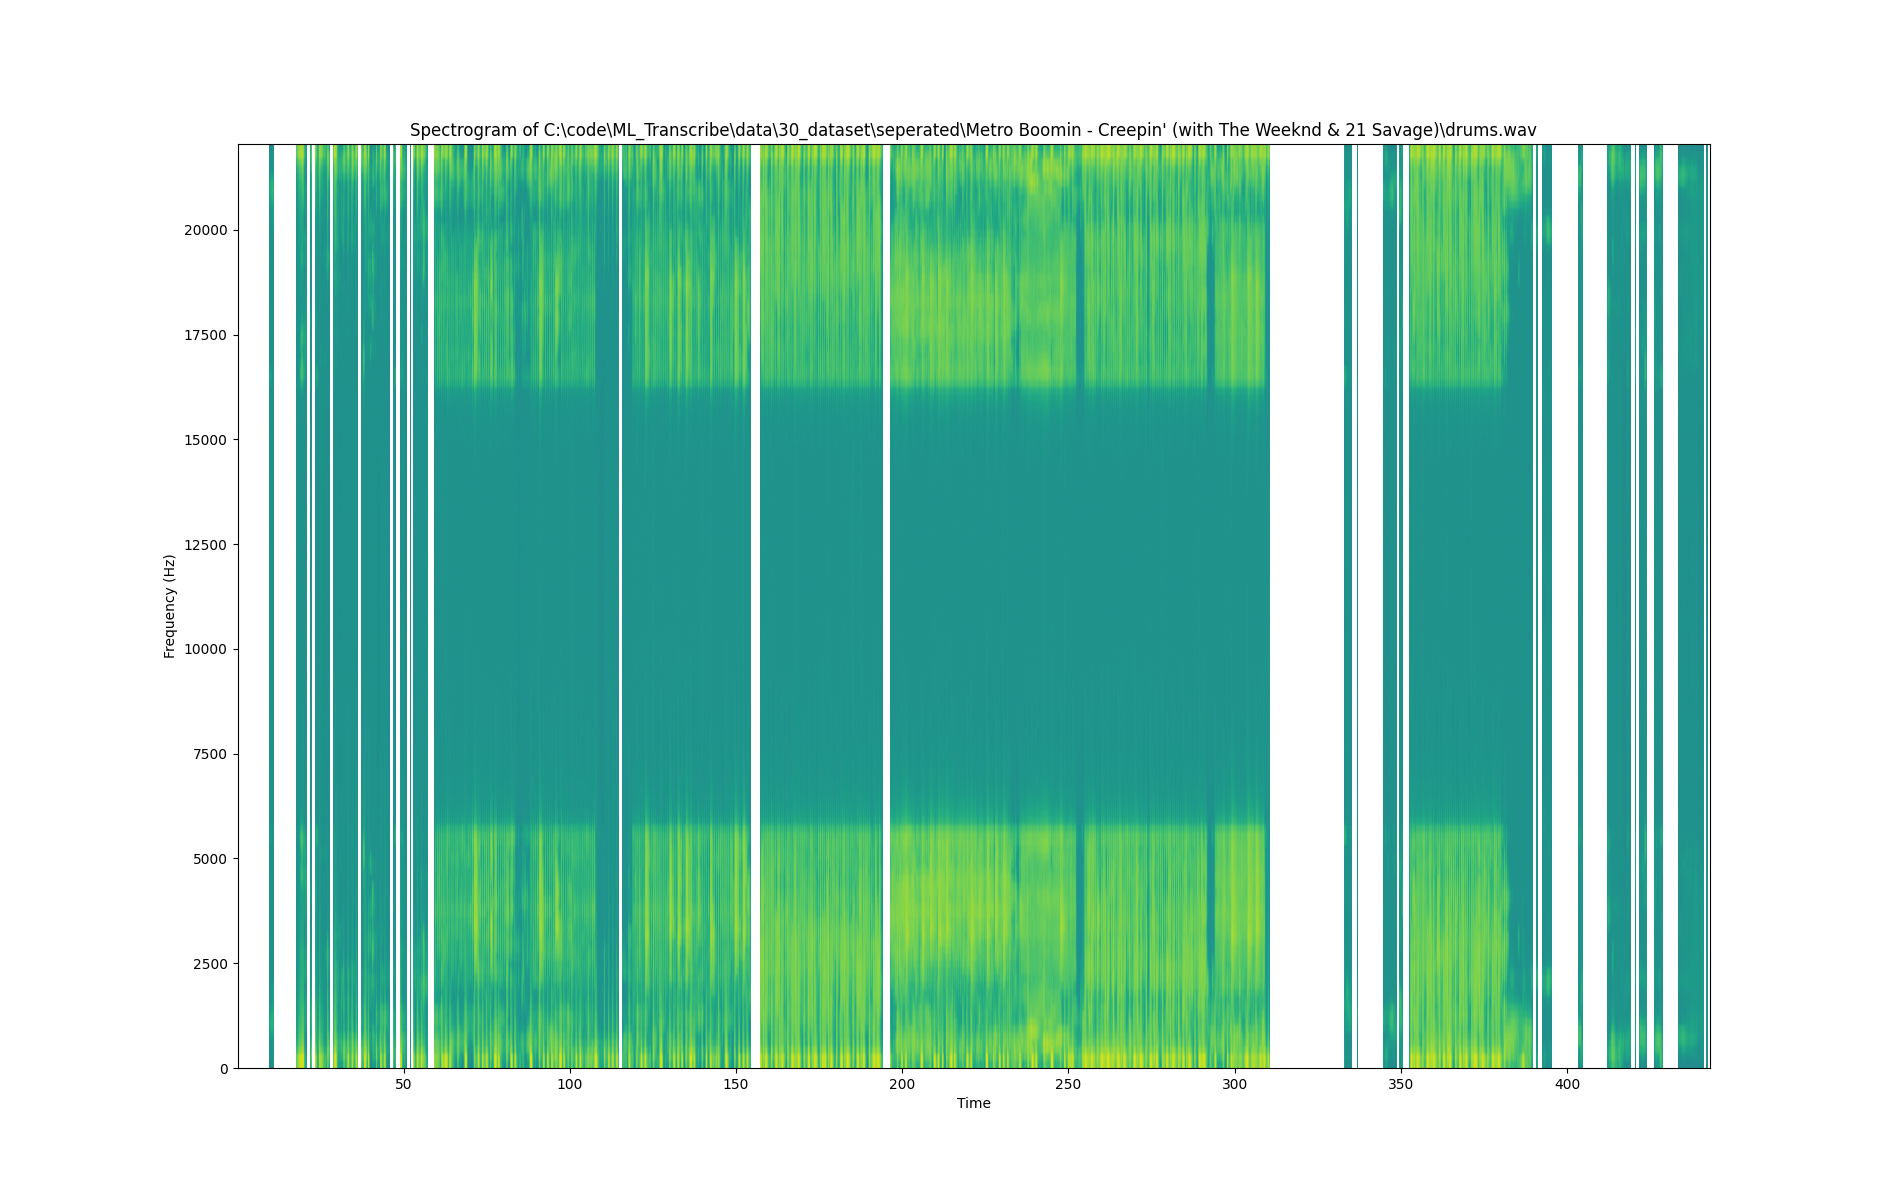 Spectrogram of C:\code\ML_Transcribe\data\30_dataset\seperated\Metro Boomin - Creepin' (with The Weeknd & 21 Savage)\drums.wav
20000
17500
15000
12500
10000
7500
5000
2500
0
Frequency (Hz)
50 100 150 200 250 300 350 400
Time